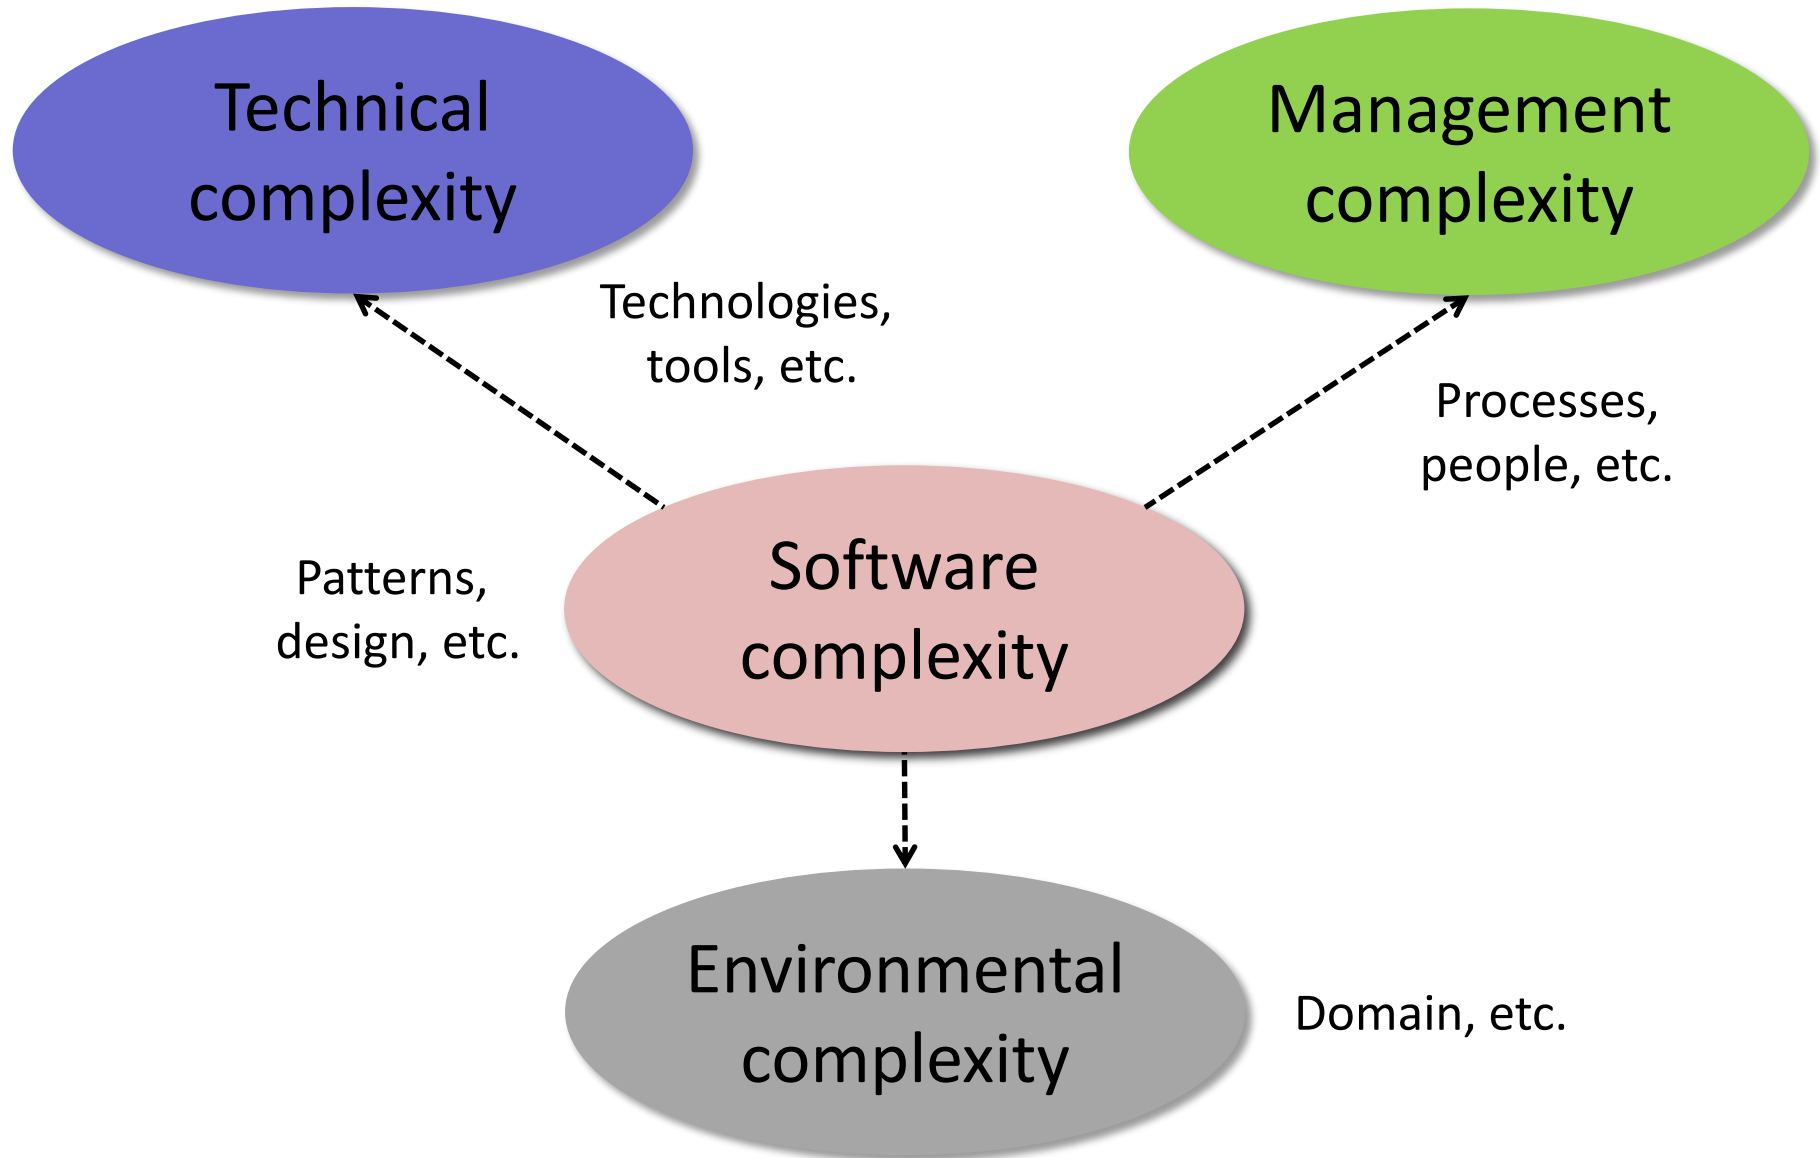 Technical
complexity
Management
complexity
Technologies,
tools, etc.
Processes,
people, etc.
Patterns,
design, etc.
Software
complexity
Environmental
complexity
Domain, etc.